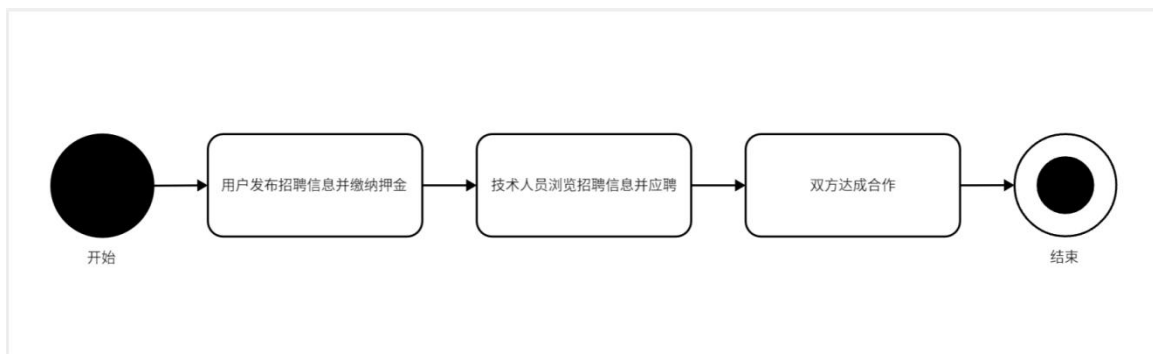 用户发布招聘信息并缴纳押金
技术人员浏览招聘信息并应聘
双方达成合作
开始
结束